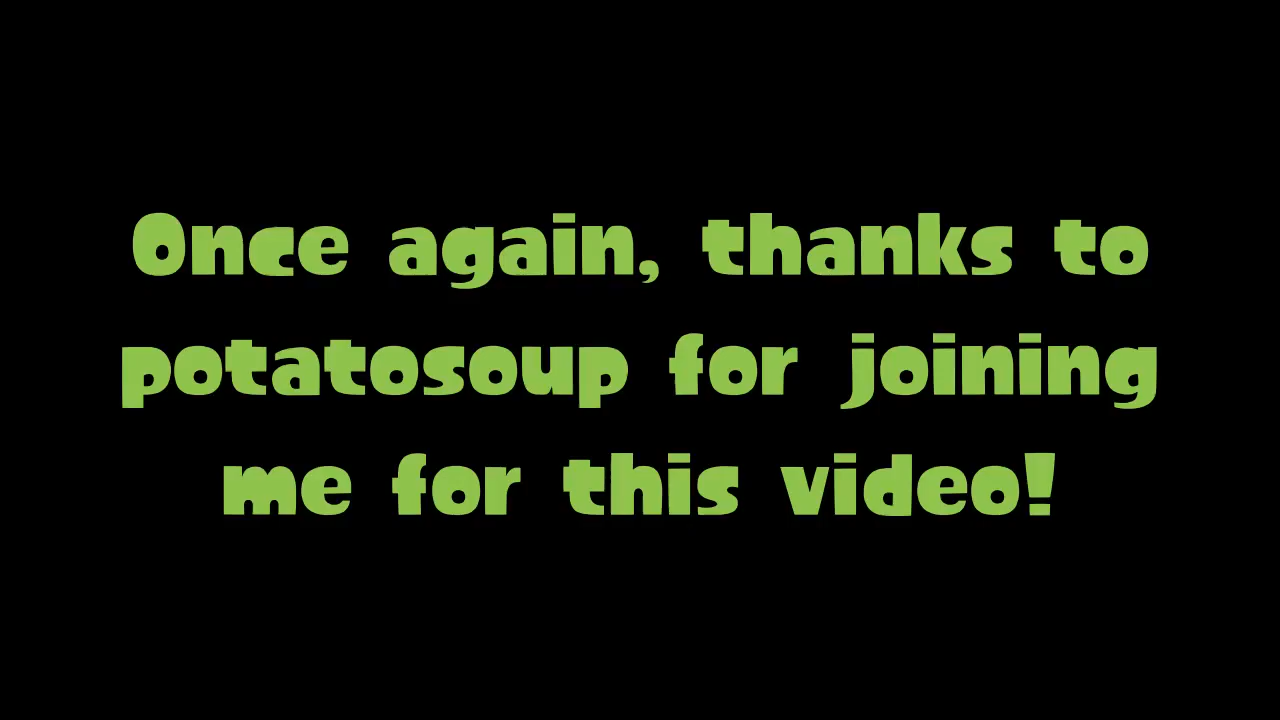 Once again, thanks to
potatosoup for joining
me for this video!